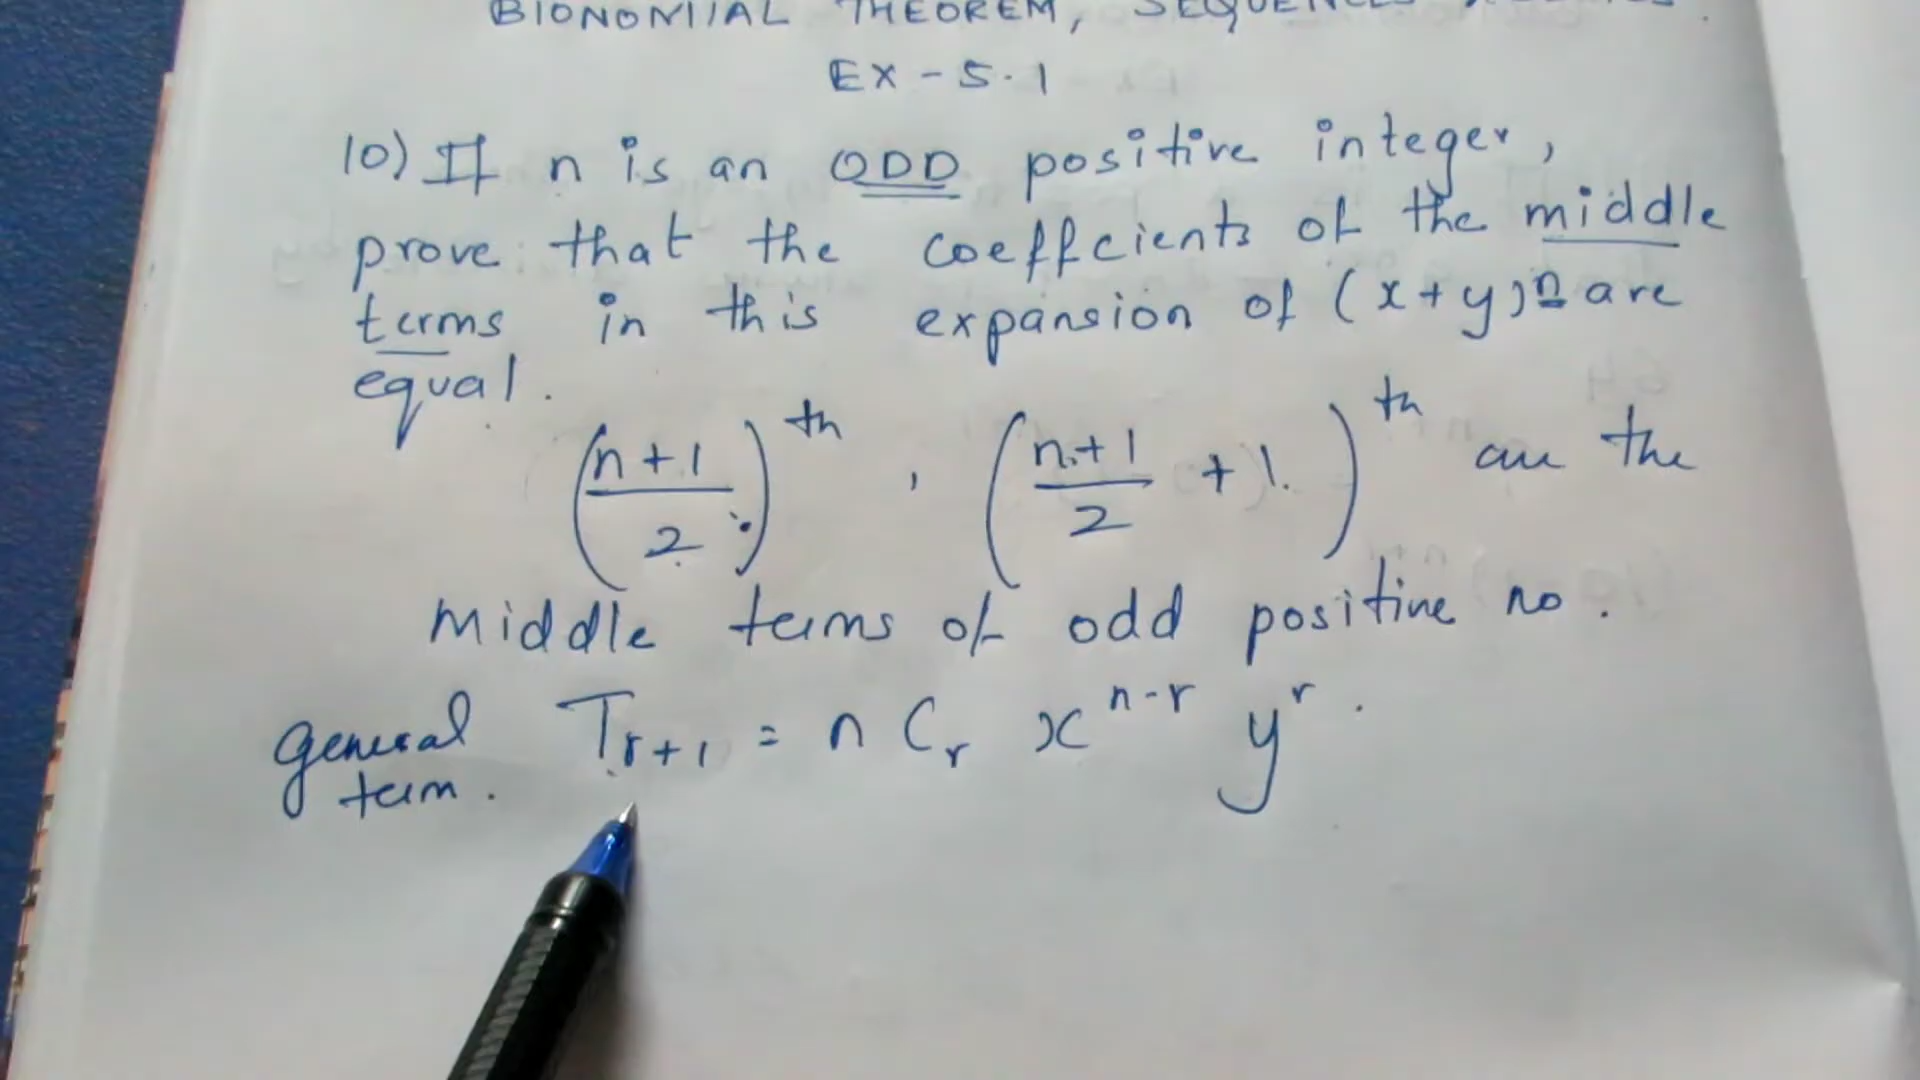 BIONOMIAL THEOREM,
EX - 5.1
10) If n is an ODD positive integer,
prove that the coeffcients of the middle
terms in this expansion of (x+y)n are
equal.
(n+1/2)th , (n+1/2 + 1)th are the
Middle terms of odd positive no.
general term. Tr+1 = n Cr x^n-r y^r.